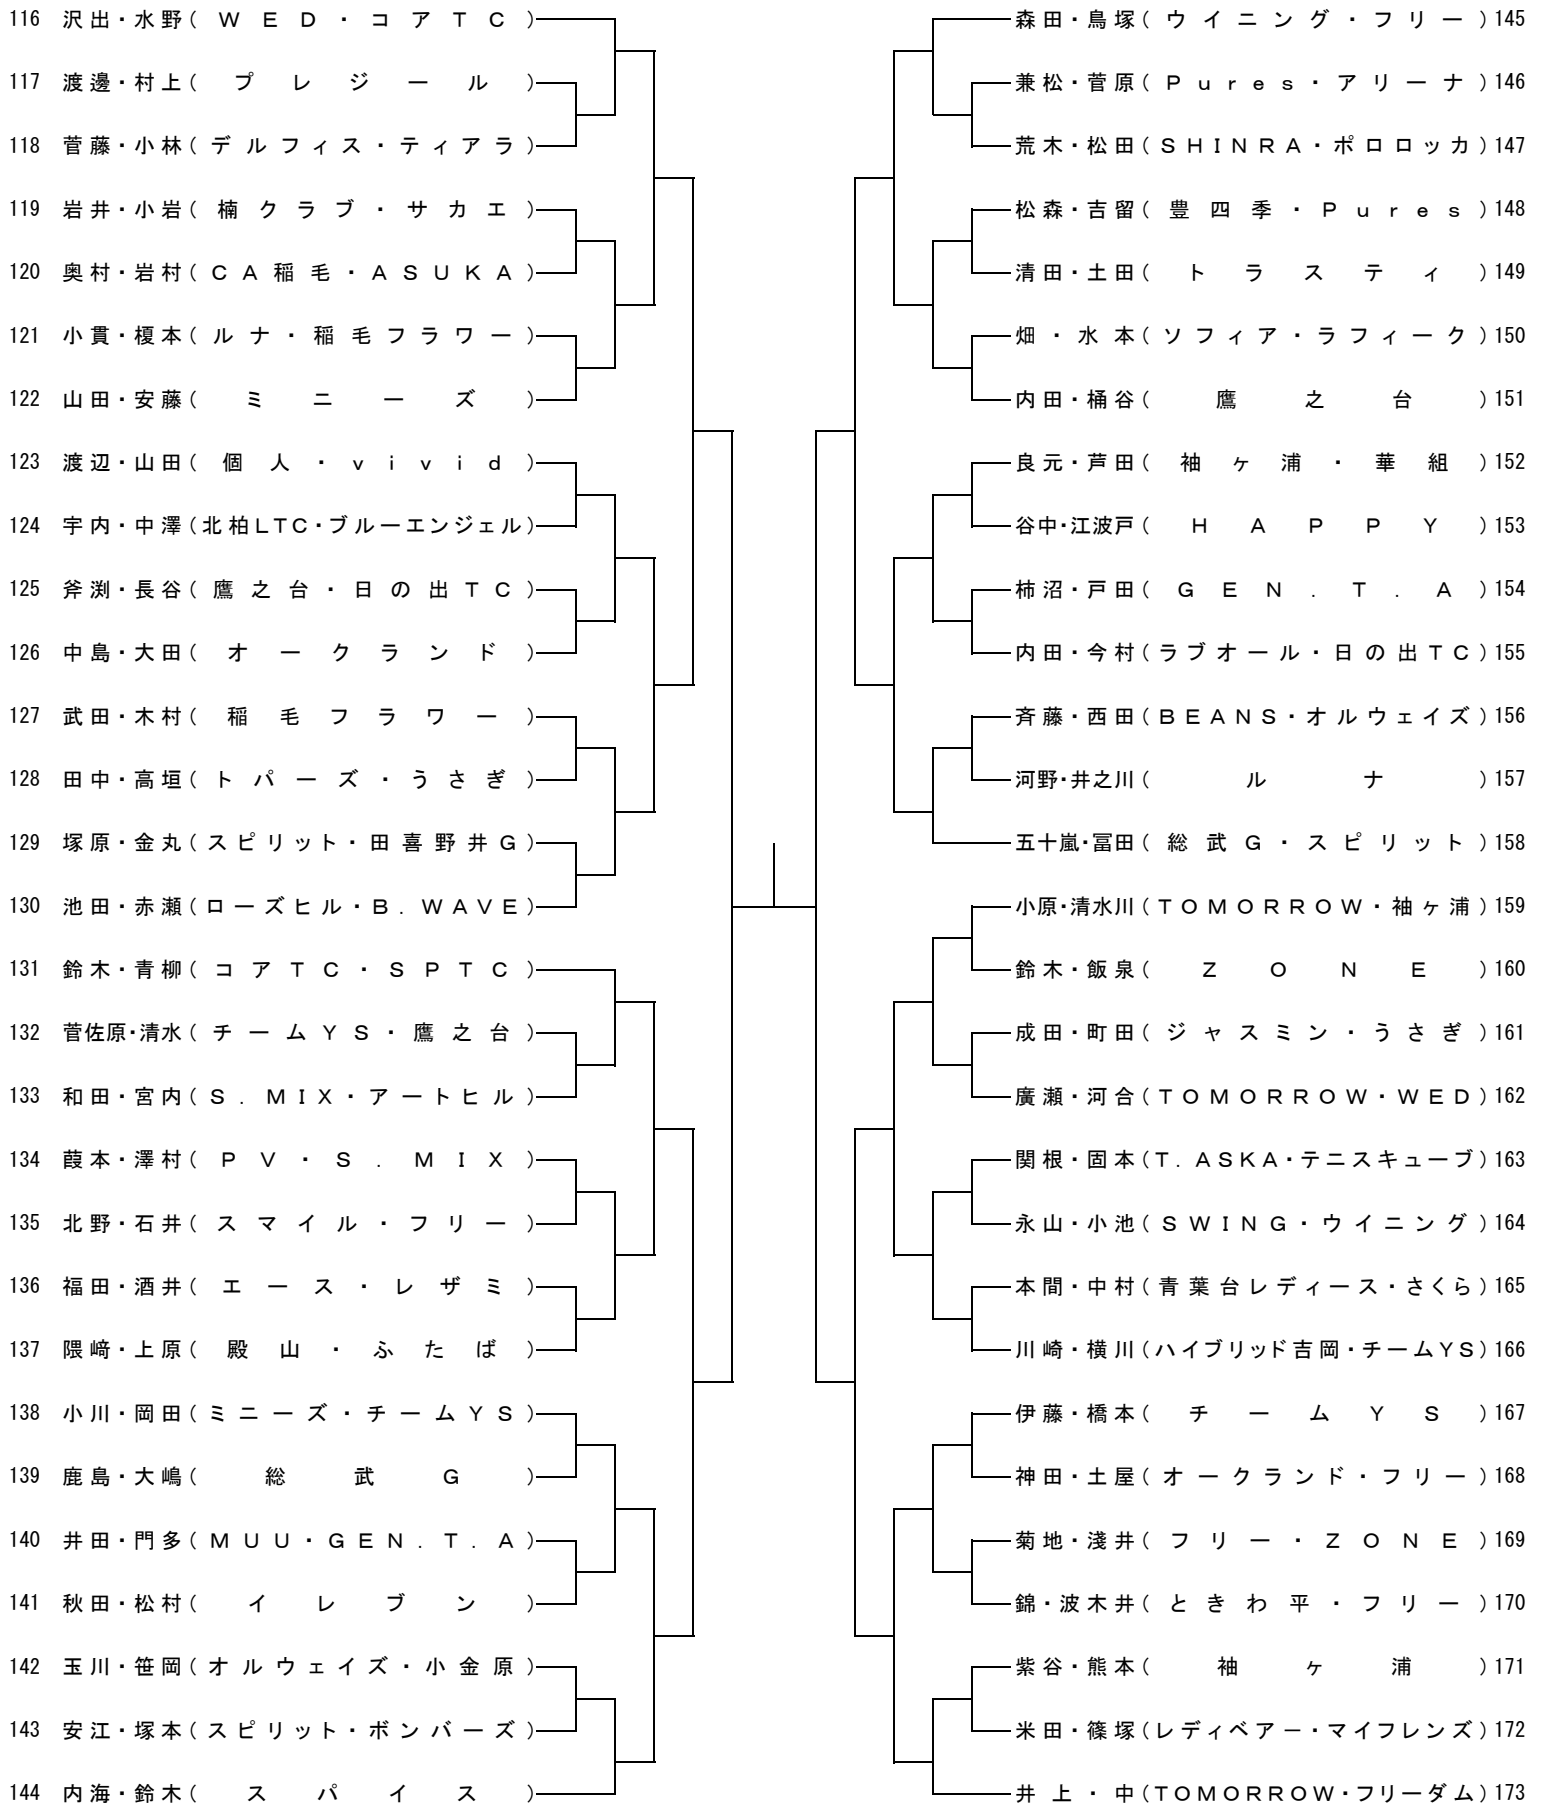 116 沢出・水野(WED・コアTC)
117 渡邊・村上(プレジール)
118 菅藤・小林(デルフィス・ティアラ)
119 岩井・小岩(楠クラブ・サカエ)
120 奥村・岩村(CA稲毛・ASUKA)
121 小貫・榎本(ルナ・稲毛フラワー)
122 山田・安藤(ミニーズ)
123 渡辺・山田(個人・vivid)
124 宇内・中澤(北柏LTC・ブルーエンジェル)
125 斧渕・長谷(鷹之台・日の出TC)
126 中島・大田(オークランド)
127 武田・木村(稲毛フラワー)
128 田中・高垣(トパーズ・うさぎ)
129 塚原・金丸(スピリット・田喜野井G)
130 池田・赤瀬(ローズヒル・B.WAVE)
131 鈴木・青柳(コアTC・SPTC)
132 菅佐原・清水(チームYS・鷹之台)
133 和田・宮内(S.MIX・アートヒル)
134 葭本・澤村(PV・S.MIX)
135 北野・石井(スマイル・フリー)
136 福田・酒井(エース・レザミ)
137 隈﨑・上原(殿山・ふたば)
138 小川・岡田(ミニーズ・チームYS)
139 鹿島・大嶋(総武G)
140 井田・門多(MUU・GEN.T.A)
141 秋田・松村(イレブン)
142 玉川・笹岡(オルウェイズ・小金原)
143 安江・塚本(スピリット・ボンバーズ)
144 内海・鈴木(スパイス)
森田・鳥塚(ウイニング・フリー)145
兼松・菅原(Pures・アリーナ)146
荒木・松田(SHINRA・ポロロッカ)147
松森・吉留(豊四季・Pures)148
清田・土田(トラスティ)149
畑・水本(ソフィア・ラフィーク)150
内田・桶谷(鷹之台)151
良元・芦田(袖ヶ浦・華組)152
谷中・江波戸(HAPPY)153
柿沼・戸田(GEN.T.A)154
内田・今村(ラブオール・日の出TC)155
斉藤・西田(BEANS・オルウェイズ)156
河野・井之川(ルナ)157
五十嵐・冨田(総武G・スピリット)158
小原・清水川(TOMORROW・袖ヶ浦)159
鈴木・飯泉(ZONE)160
成田・町田(ジャスミン・うさぎ)161
廣瀬・河合(TOMORROW・WED)162
関根・固本(T.ASKA・テニスキューブ)163
永山・小池(SWING・ウイニング)164
本間・中村(青葉台レディース・さくら)165
川崎・横川(ハイブリッド吉岡・チームYS)166
伊藤・橋本(チームYS)167
神田・土屋(オークランド・フリー)168
菊地・淺井(フリー・ZONE)169
錦・波木井(ときわ平・フリー)170
紫谷・熊本(袖ヶ浦)171
米田・篠塚(レディベアー・マイフレンズ)172
井上・中(TOMORROW・フリーダム)173